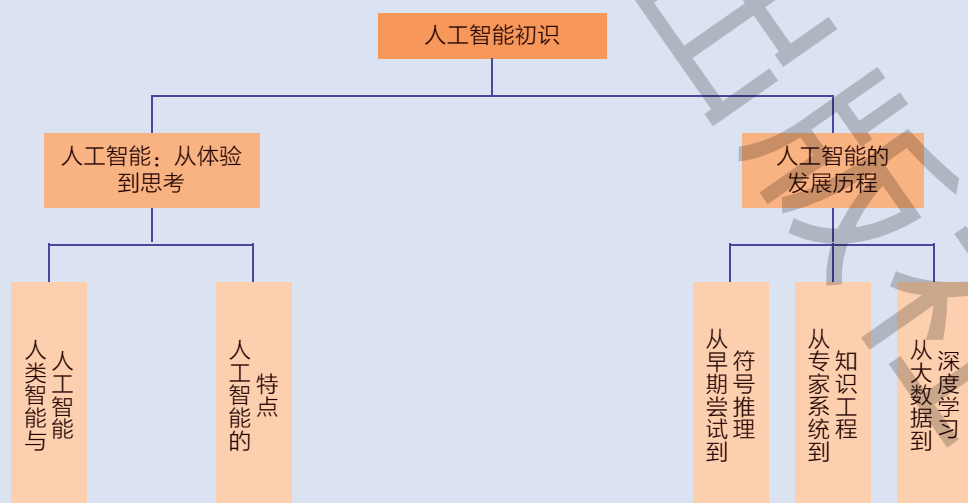 人工智能初识
人工智能：从体验
到思考
人工智能的
发展历程
人类智能与
人工智能
人工智能的
特点
从早期尝试到
符号推理
从专家系统到
知识工程
从大数据到
深度学习
版